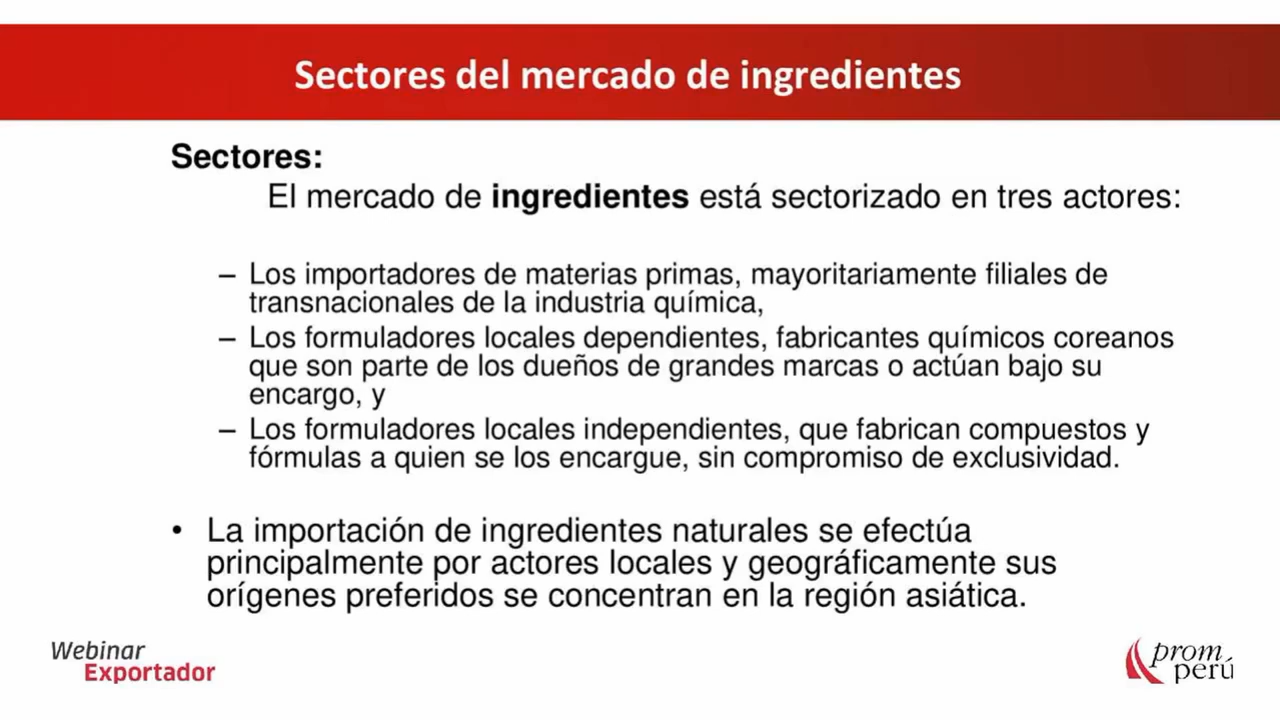 Sectores del mercado de ingredientes
Sectores:
El mercado de ingredientes está sectorizado en tres actores:
– Los importadores de materias primas, mayoritariamente filiales de
transnacionales de la industria química,
– Los formuladores locales dependientes, fabricantes químicos coreanos
que son parte de los dueños de grandes marcas o actúan bajo su
encargo, y
– Los formuladores locales independientes, que fabrican compuestos y
fórmulas a quien se los encargue, sin compromiso de exclusividad.
• La importación de ingredientes naturales se efectúa
principalmente por actores locales y geográficamente sus
orígenes preferidos se concentran en la región asiática.
Webinar
Exportador
prom
perú